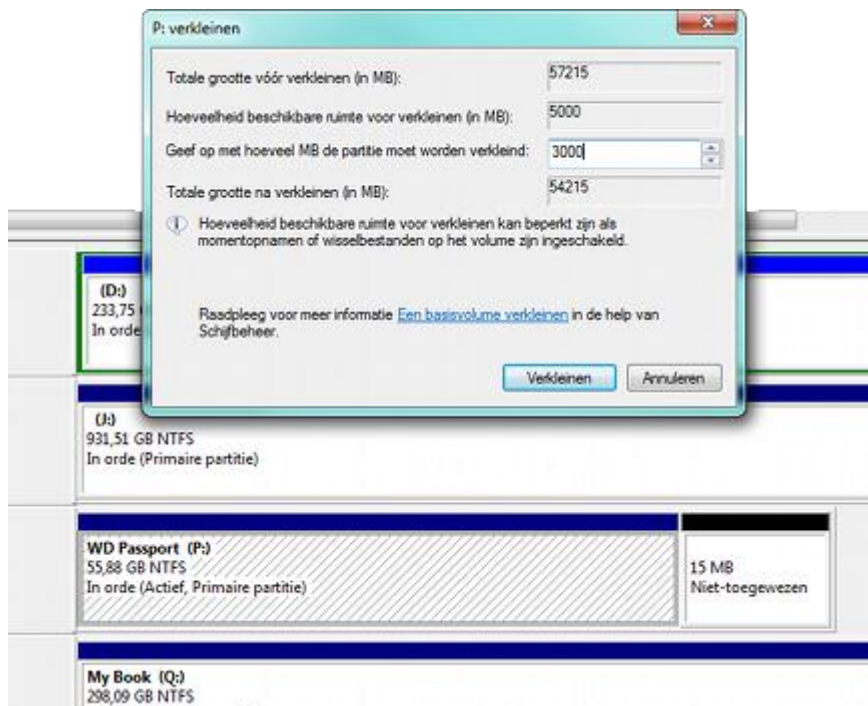 P: verkleinen
Totale grootte vóór verkleinen (in MB):
57215
Hoeveelheid beschikbare ruimte voor verkleinen (in MB):
5000
Geef op met hoeveel MB de partitie moet worden verkleind:
3000
Totale grootte na verkleinen (in MB):
54215
Hoeveelheid beschikbare ruimte voor verkleinen kan beperkt zijn als
momentopnamen of wisselbestanden op het volume zijn ingeschakeld.
Raadpleeg voor meer informatie Een basisvolume verkleinen in de help van
Schijfbeheer.
Verkleinen
Annuleren
(D:)
233,75
In orde
(J:)
931,51 GB NTFS
In orde (Primaire partitie)
WD Passport (P:)
55,88 GB NTFS
In orde (Actief, Primaire partitie)
15 MB
Niet-toegewezen
My Book (Q:)
298,09 GB NTFS